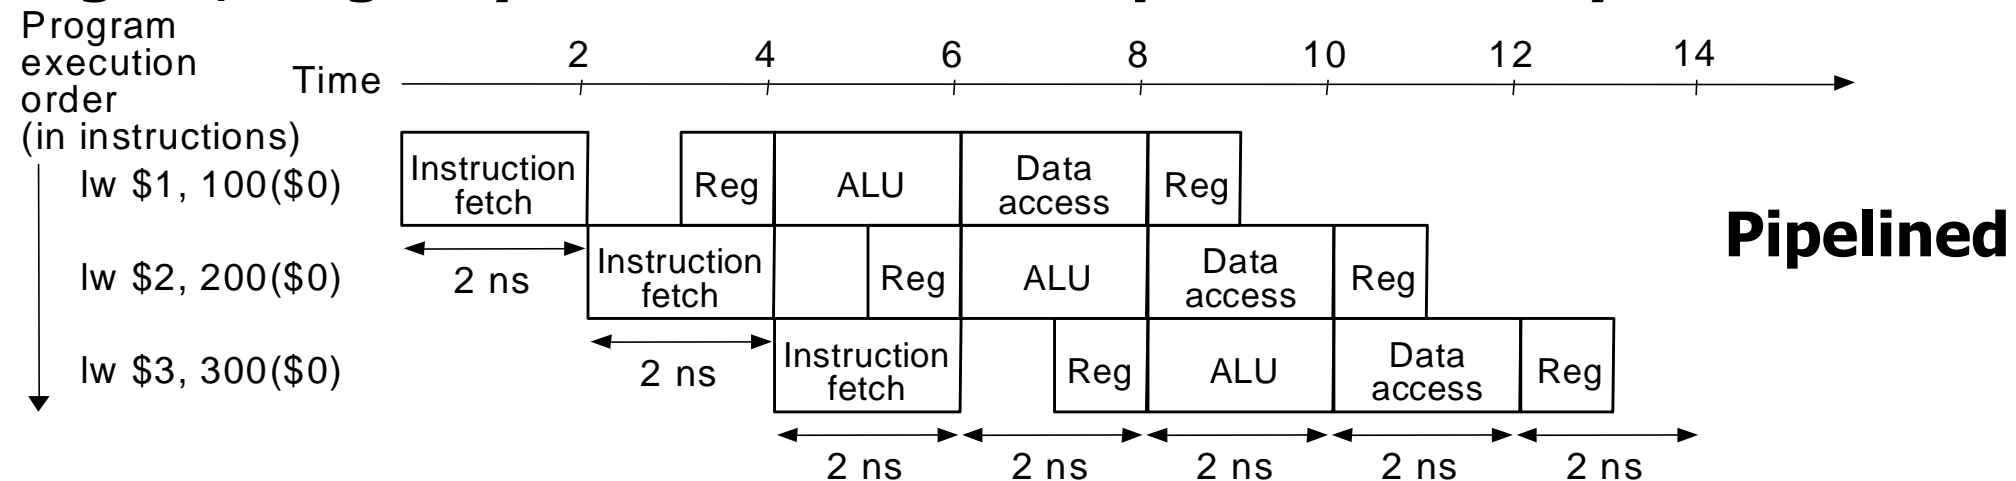 Program
execution
order
(in instructions)
Time
2 4 6 8 10 12 14
lw $1, 100($0)
Instruction
fetch
Reg
ALU
Data
access
Reg
2 ns
lw $2, 200($0)
Instruction
fetch
Reg
ALU
Data
access
Reg
Pipelined
2 ns
lw $3, 300($0)
Instruction
fetch
Reg
ALU
Data
access
Reg
2 ns 2 ns 2 ns 2 ns 2 ns